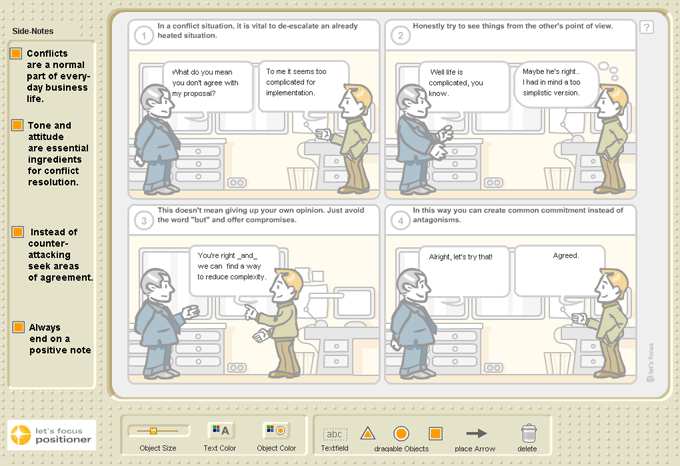 Side-Notes
Conflicts
are a normal
part of every-
day business
life.
Tone and
attitude
are essential
ingredients
for conflict
resolution.
Instead of
counter-
attacking
seek areas
of agreement.
Always
end on a
positive note
1
In a conflict situation, it is vital to de-escalate an already
heated situation.
What do you mean
you don't agree with
my proposal?
To me it seems too
complicated for
implementation.
2
Honestly try to see things from the other's point of view.
Well life is
complicated, you
know.
Maybe he's right..
I had in mind a too
simplistic version.
?
3
This doesn't mean giving up your own opinion. Just avoid
the word "but" and offer compromises.
You're right _and_
we can find a way
to reduce complexity.
4
In this way you can create common commitment instead of
antagonisms.
Alright, let's try that!
Agreed.
© let's focus
let's focus
positioner
Object Size
A
Text Color
Object Color
abc
Textfield
dragable Objects
place Arrow
delete